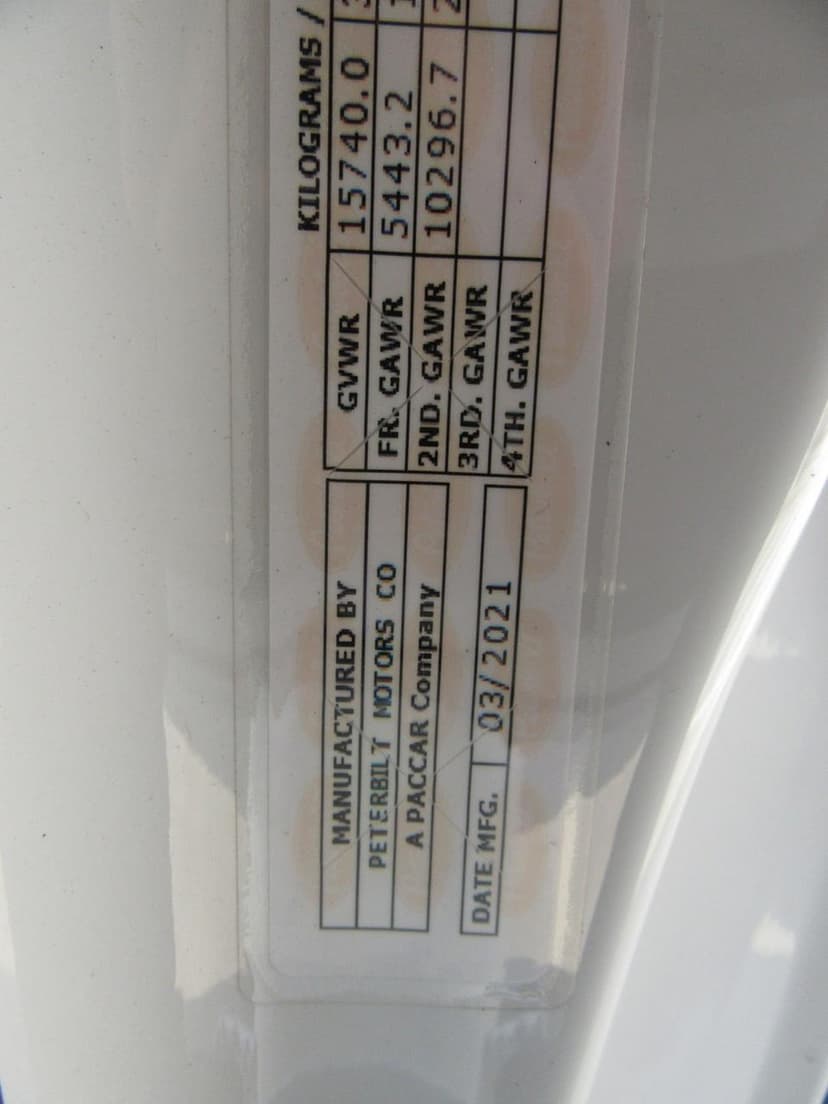 MANUFACTURED BY
PETERBILT MOTORS CO
A PACCAR Company
DATE MFG. 03/2021
KILOGRAMS /
GVWR 15740.0
FR. GAWR 5443.2
2ND. GAWR 10296.7
3RD. GAWR
4TH. GAWR